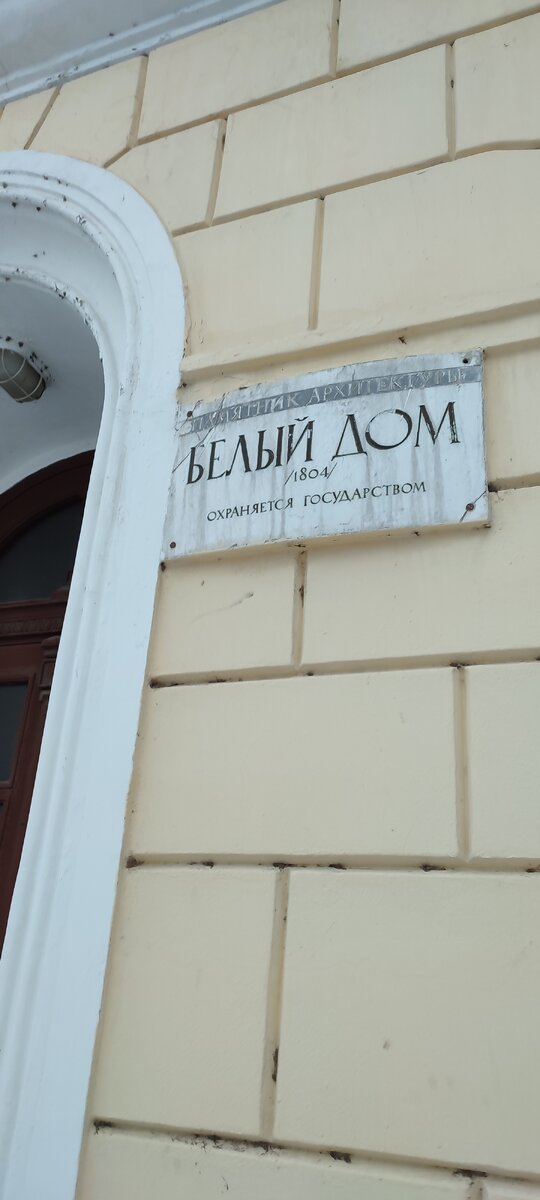 ПАМЯТНИК АРХИТЕКТУРЫ
БЕЛЫЙ ДОМ
/1804/
ОХРАНЯЕТСЯ ГОСУДАРСТВОМ